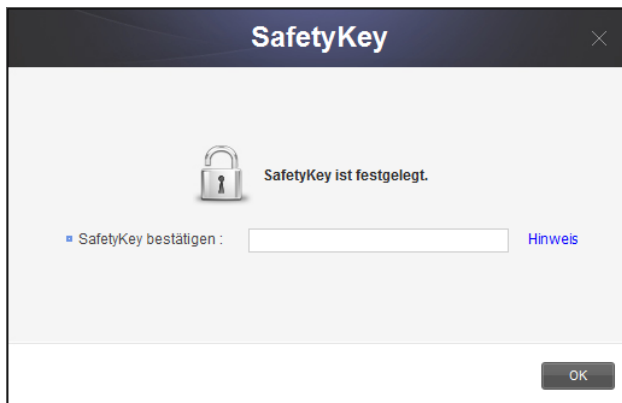 SafetyKey
SafetyKey ist festgelegt.
SafetyKey bestätigen :
Hinweis
OK